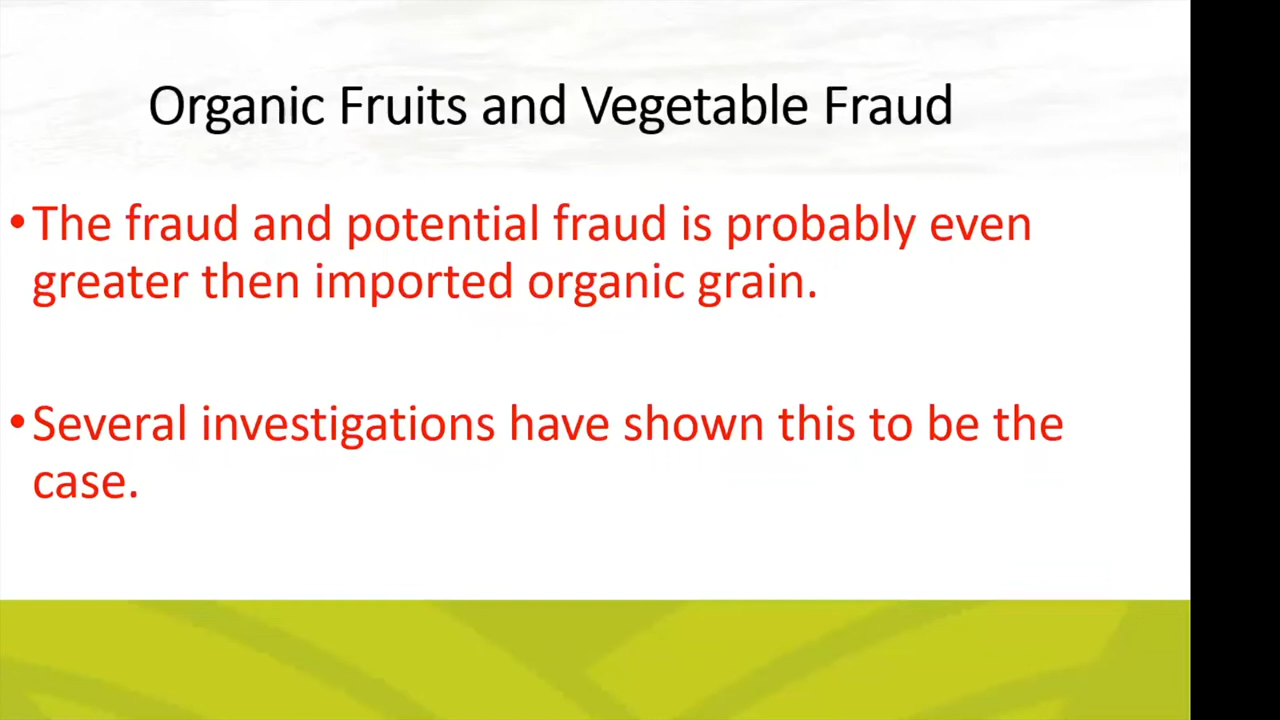 Organic Fruits and Vegetable Fraud
•The fraud and potential fraud is probably even
greater then imported organic grain.
•Several investigations have shown this to be the
case.